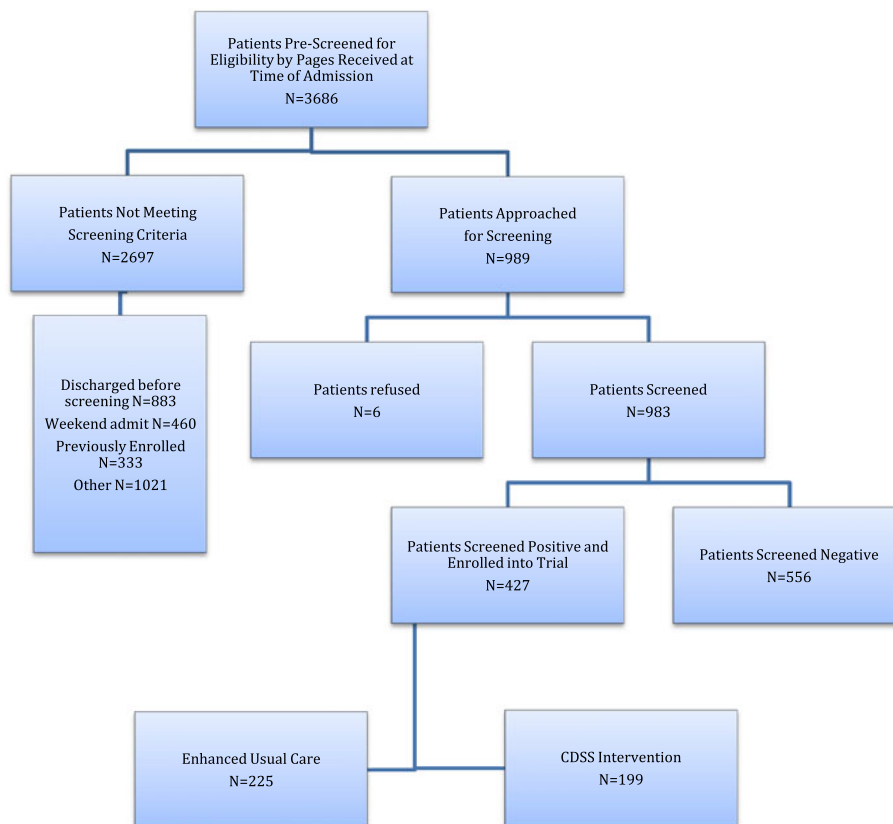 Patients Pre-Screened for
Eligibility by Pages Received at
Time of Admission
N=3686
Patients Not Meeting
Screening Criteria
N=2697
Patients Approached
for Screening
N=989
Discharged before
screening N=883
Weekend admit N=460
Previously Enrolled
N=333
Other N=1021
Patients refused
N=6
Patients Screened
N=983
Patients Screened Positive and
Enrolled into Trial
N=427
Patients Screened Negative
N=556
Enhanced Usual Care
N=225
CDSS Intervention
N=199